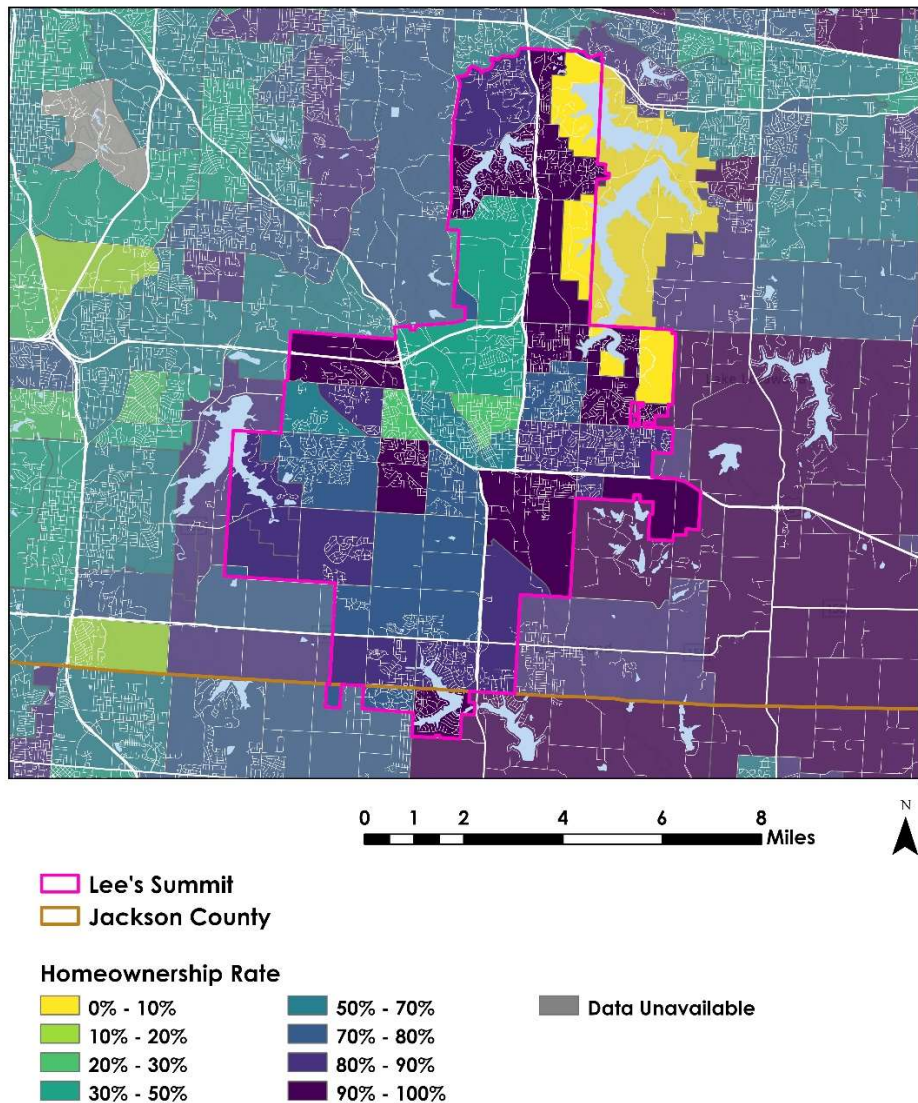 0 1 2 4 6 8
Miles
N
Lee's Summit
Jackson County
Homeownership Rate
0% - 10%
10% - 20%
20% - 30%
30% - 50%
50% - 70%
70% - 80%
80% - 90%
90% - 100%
Data Unavailable